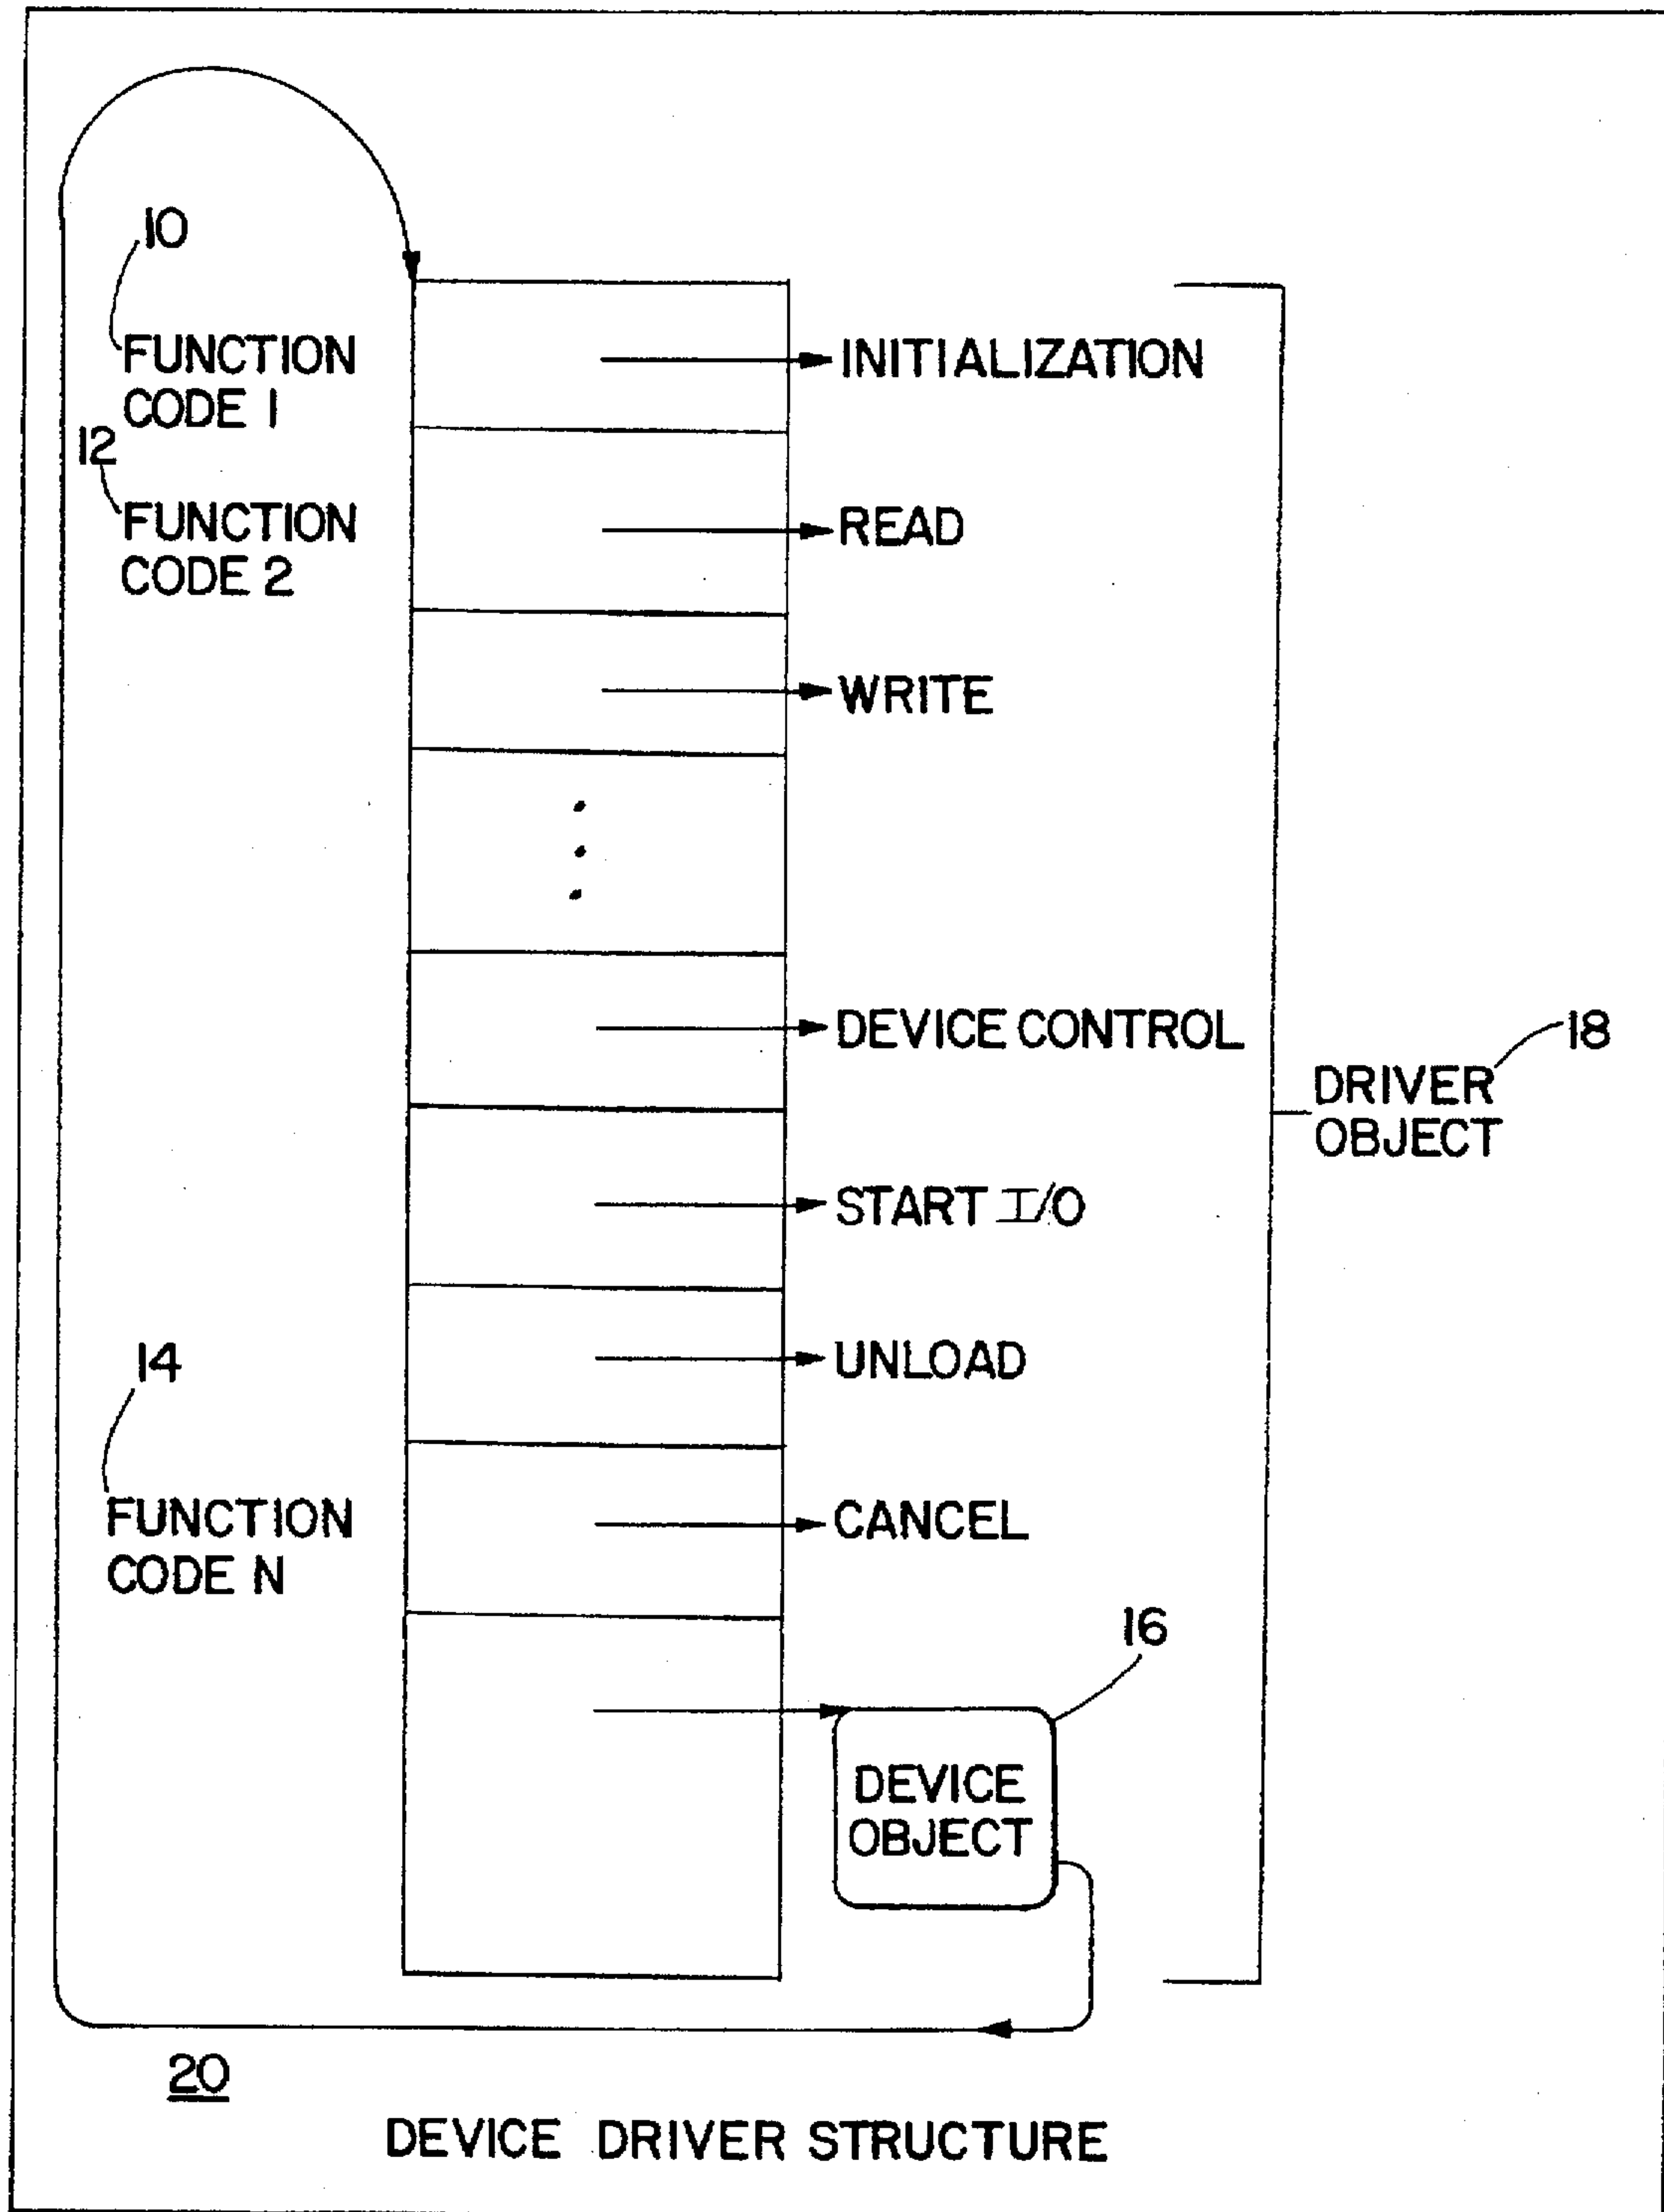 10
FUNCTION
CODE 1
INITIALIZATION
12
FUNCTION
CODE 2
READ
WRITE
DEVICE CONTROL
18
DRIVER
OBJECT
START I/O
UNLOAD
14
FUNCTION
CODE N
CANCEL
16
DEVICE
OBJECT
20
DEVICE DRIVER STRUCTURE